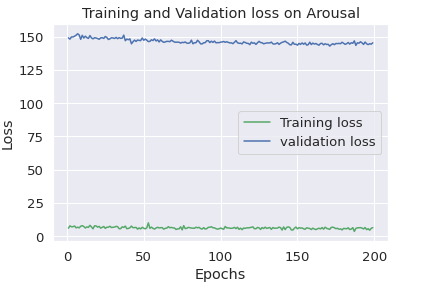 Training and Validation loss on Arousal
150
125
100
75
50
25
0
Loss
Training loss
validation loss
0 50 100 150 200
Epochs